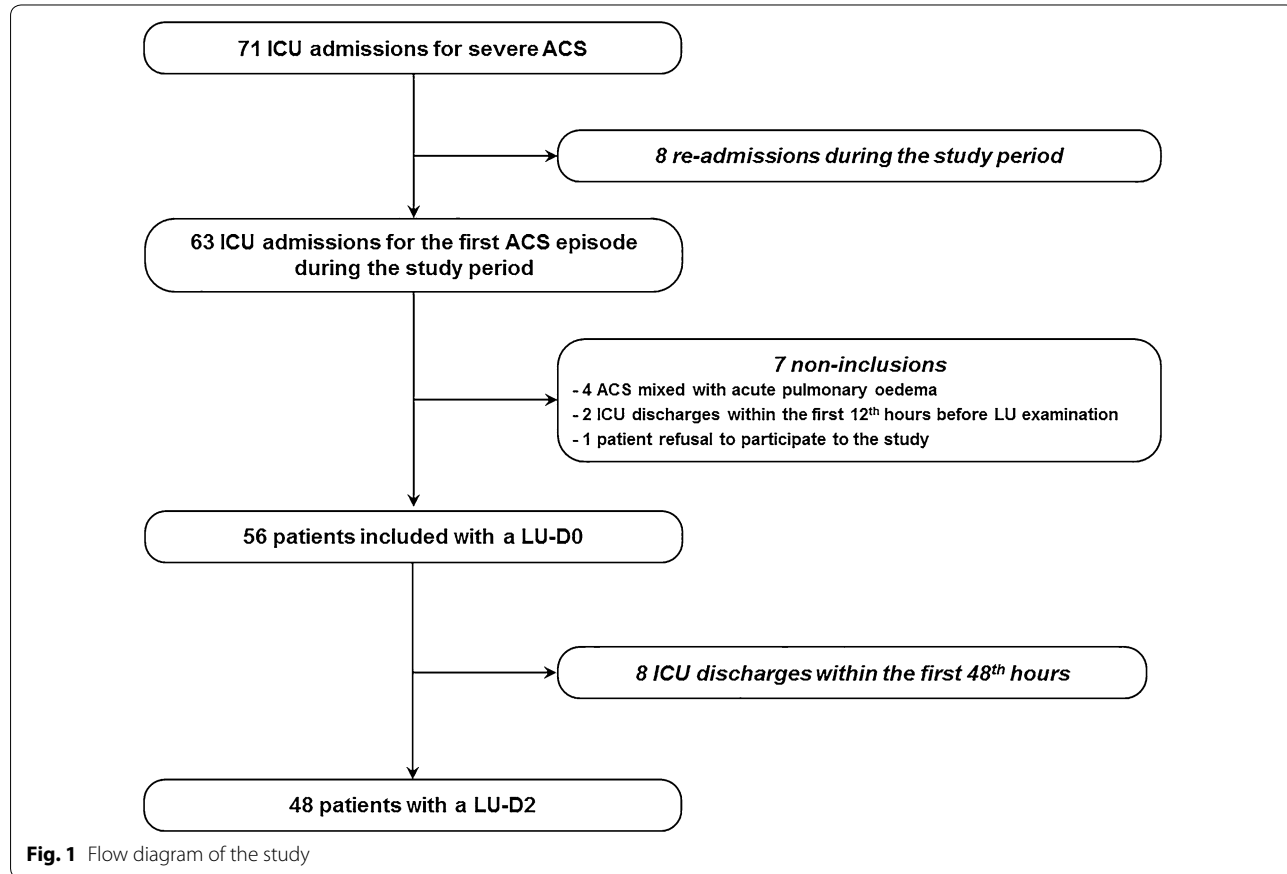 71 ICU admissions for severe ACS
8 re-admissions during the study period
63 ICU admissions for the first ACS episode
during the study period
7 non-inclusions
- 4 ACS mixed with acute pulmonary oedema
- 2 ICU discharges within the first 12th hours before LU examination
- 1 patient refusal to participate to the study
56 patients included with a LU-D0
8 ICU discharges within the first 48th hours
48 patients with a LU-D2
Fig. 1 Flow diagram of the study